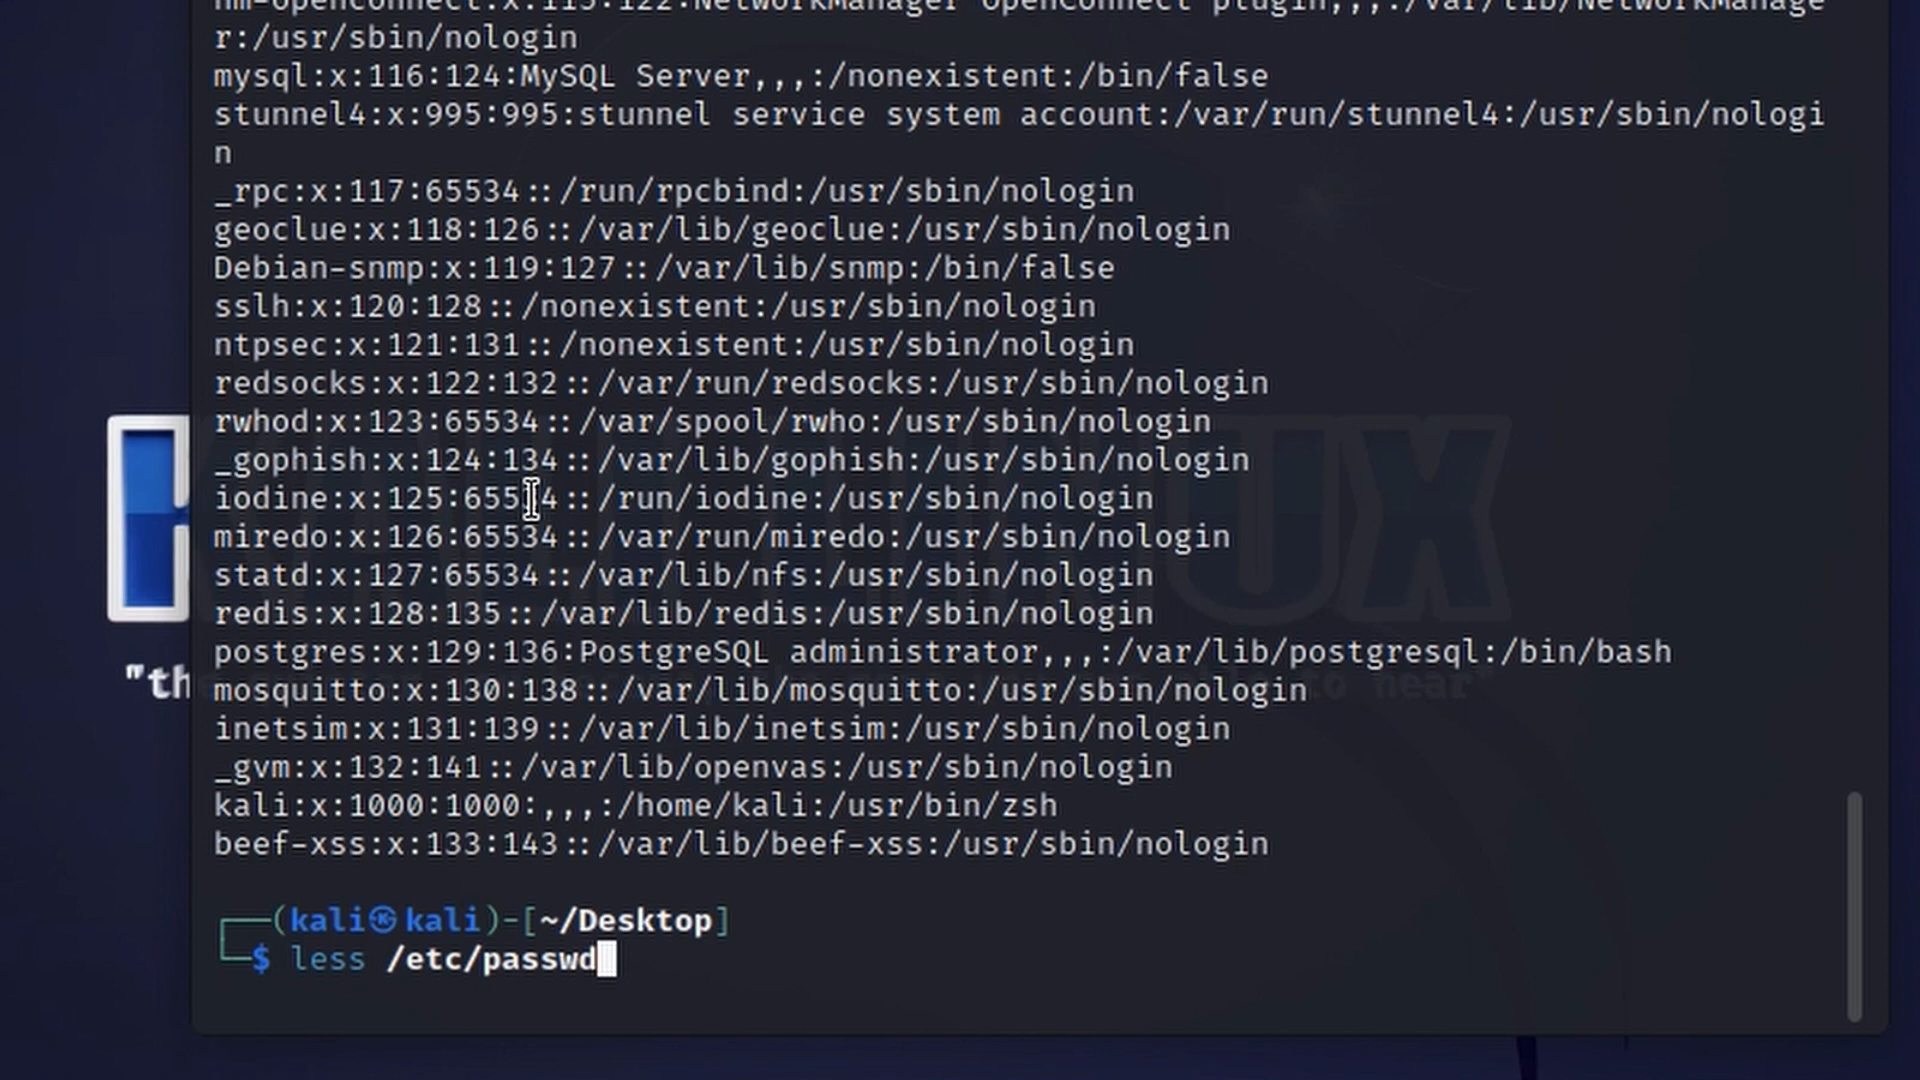 nm-openconnect:x:115:122:NetworkManager OpenConnect plugin,,,:/var/lib/NetworkManage
r:/usr/sbin/nologin
mysql:x:116:124:MySQL Server,,,:/nonexistent:/bin/false
stunnel4:x:995:995:stunnel service system account:/var/run/stunnel4:/usr/sbin/nologi
n
_rpc:x:117:65534::/run/rpcbind:/usr/sbin/nologin
geoclue:x:118:126::/var/lib/geoclue:/usr/sbin/nologin
Debian-snmp:x:119:127::/var/lib/snmp:/bin/false
sslh:x:120:128::/nonexistent:/usr/sbin/nologin
ntpsec:x:121:131::/nonexistent:/usr/sbin/nologin
redsocks:x:122:132::/var/run/redsocks:/usr/sbin/nologin
rwhod:x:123:65534::/var/spool/rwho:/usr/sbin/nologin
_gophish:x:124:134::/var/lib/gophish:/usr/sbin/nologin
iodine:x:125:65534::/run/iodine:/usr/sbin/nologin
miredo:x:126:65534::/var/run/miredo:/usr/sbin/nologin
statd:x:127:65534::/var/lib/nfs:/usr/sbin/nologin
redis:x:128:135::/var/lib/redis:/usr/sbin/nologin
postgres:x:129:136:PostgreSQL administrator,,,:/var/lib/postgresql:/bin/bash
mosquitto:x:130:138::/var/lib/mosquitto:/usr/sbin/nologin
inetsim:x:131:139::/var/lib/inetsim:/usr/sbin/nologin
_gvm:x:132:141::/var/lib/openvas:/usr/sbin/nologin
kali:x:1000:1000:,,,:/home/kali:/usr/bin/zsh
beef-xss:x:133:143::/var/lib/beef-xss:/usr/sbin/nologin
┌──(kali㉿kali)-[~/Desktop]
└─$ less /etc/passwd
UX
"th
to hear"